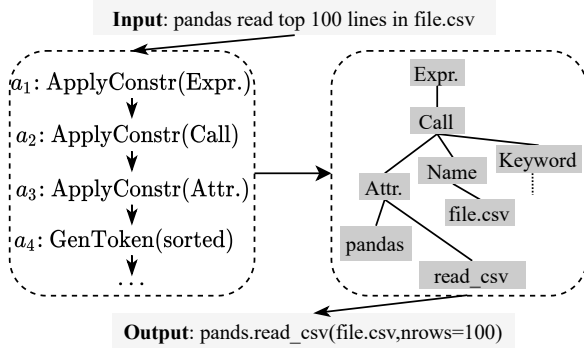 Input: pandas read top 100 lines in file.csv
a₁: ApplyConstr(Expr.)
a₂: ApplyConstr(Call)
a₃: ApplyConstr(Attr.)
a₄: GenToken(sorted)
...
Expr.
Call
Attr.
Name
Keyword
pandas
file.csv
read_csv
Output: pands.read_csv(file.csv,nrows=100)